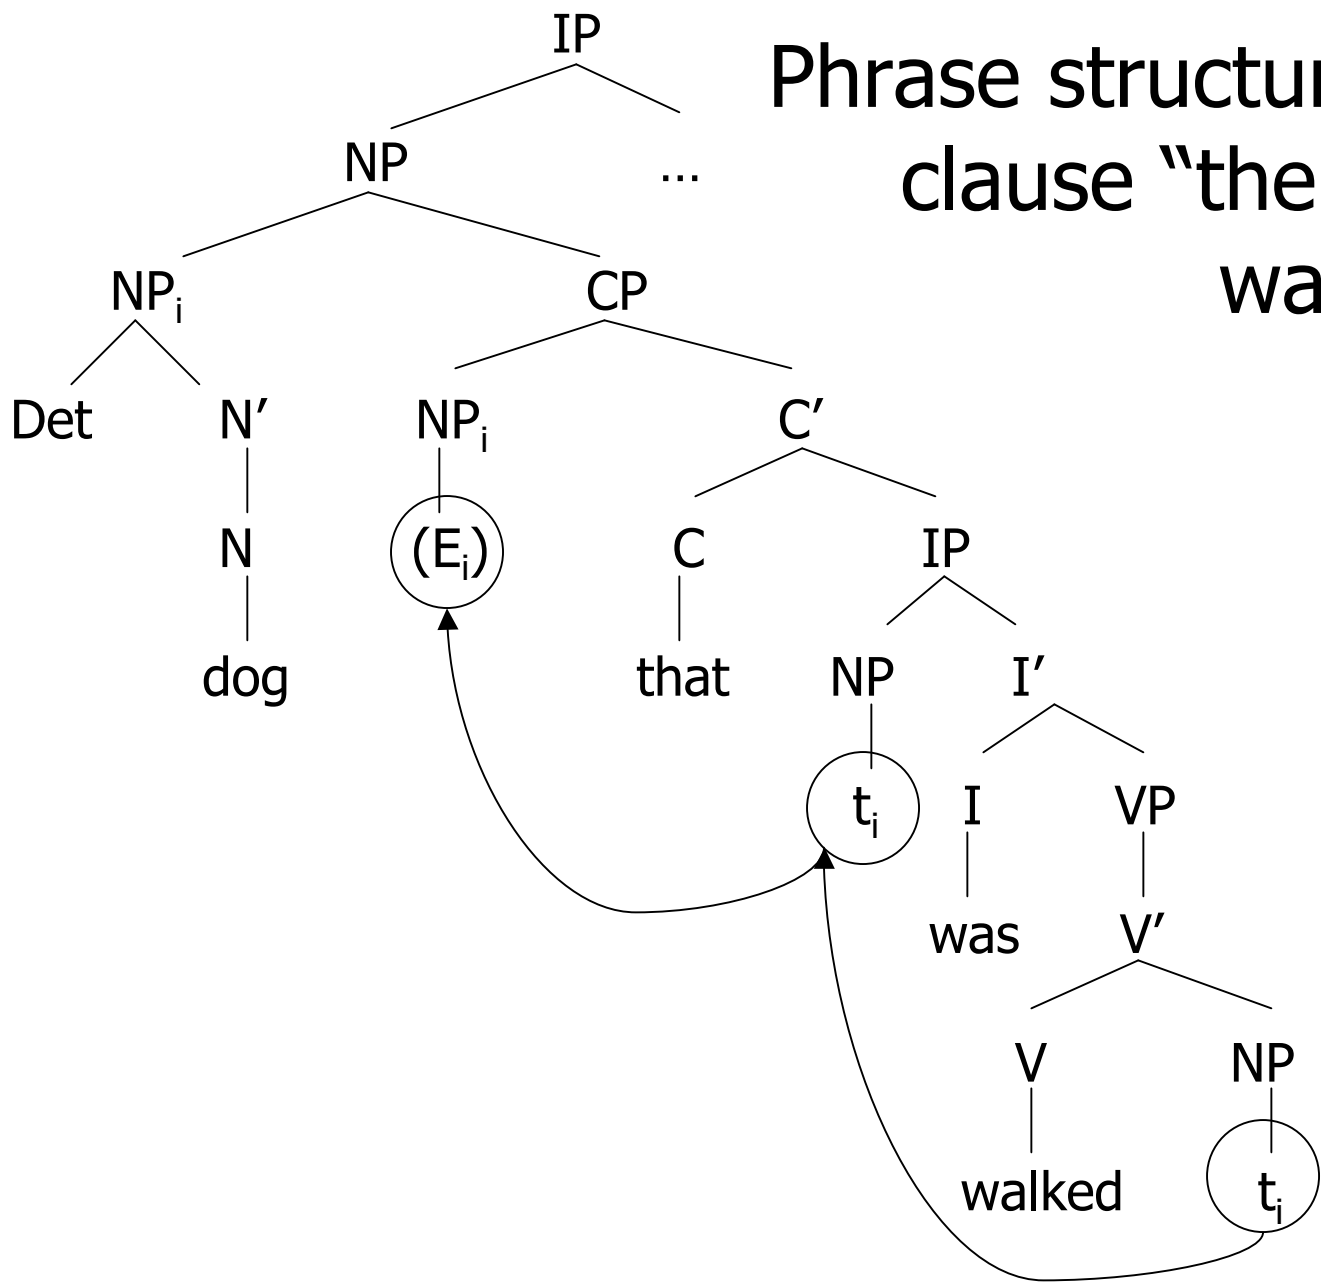 IP
Phrase structu
clause “the
wa
NP ...
NPᵢ CP
Det N′ NPᵢ C′
N (Eᵢ) C IP
dog that NP I′
tᵢ I VP
was V′
V NP
walked tᵢ